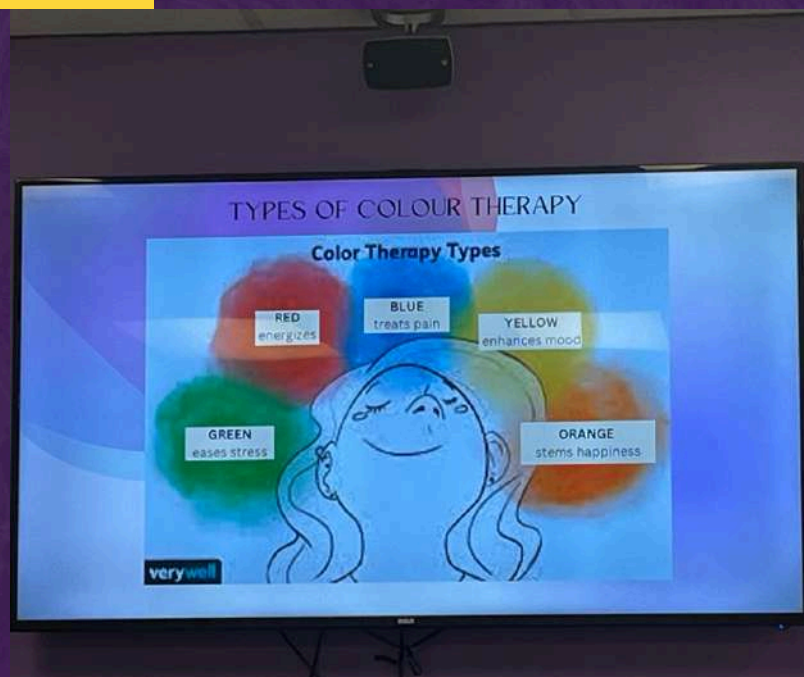 TYPES OF COLOUR THERAPY
Color Therapy Types
RED
energizes
BLUE
treats pain
YELLOW
enhances mood
GREEN
eases stress
ORANGE
stems happiness
verywell
RCA